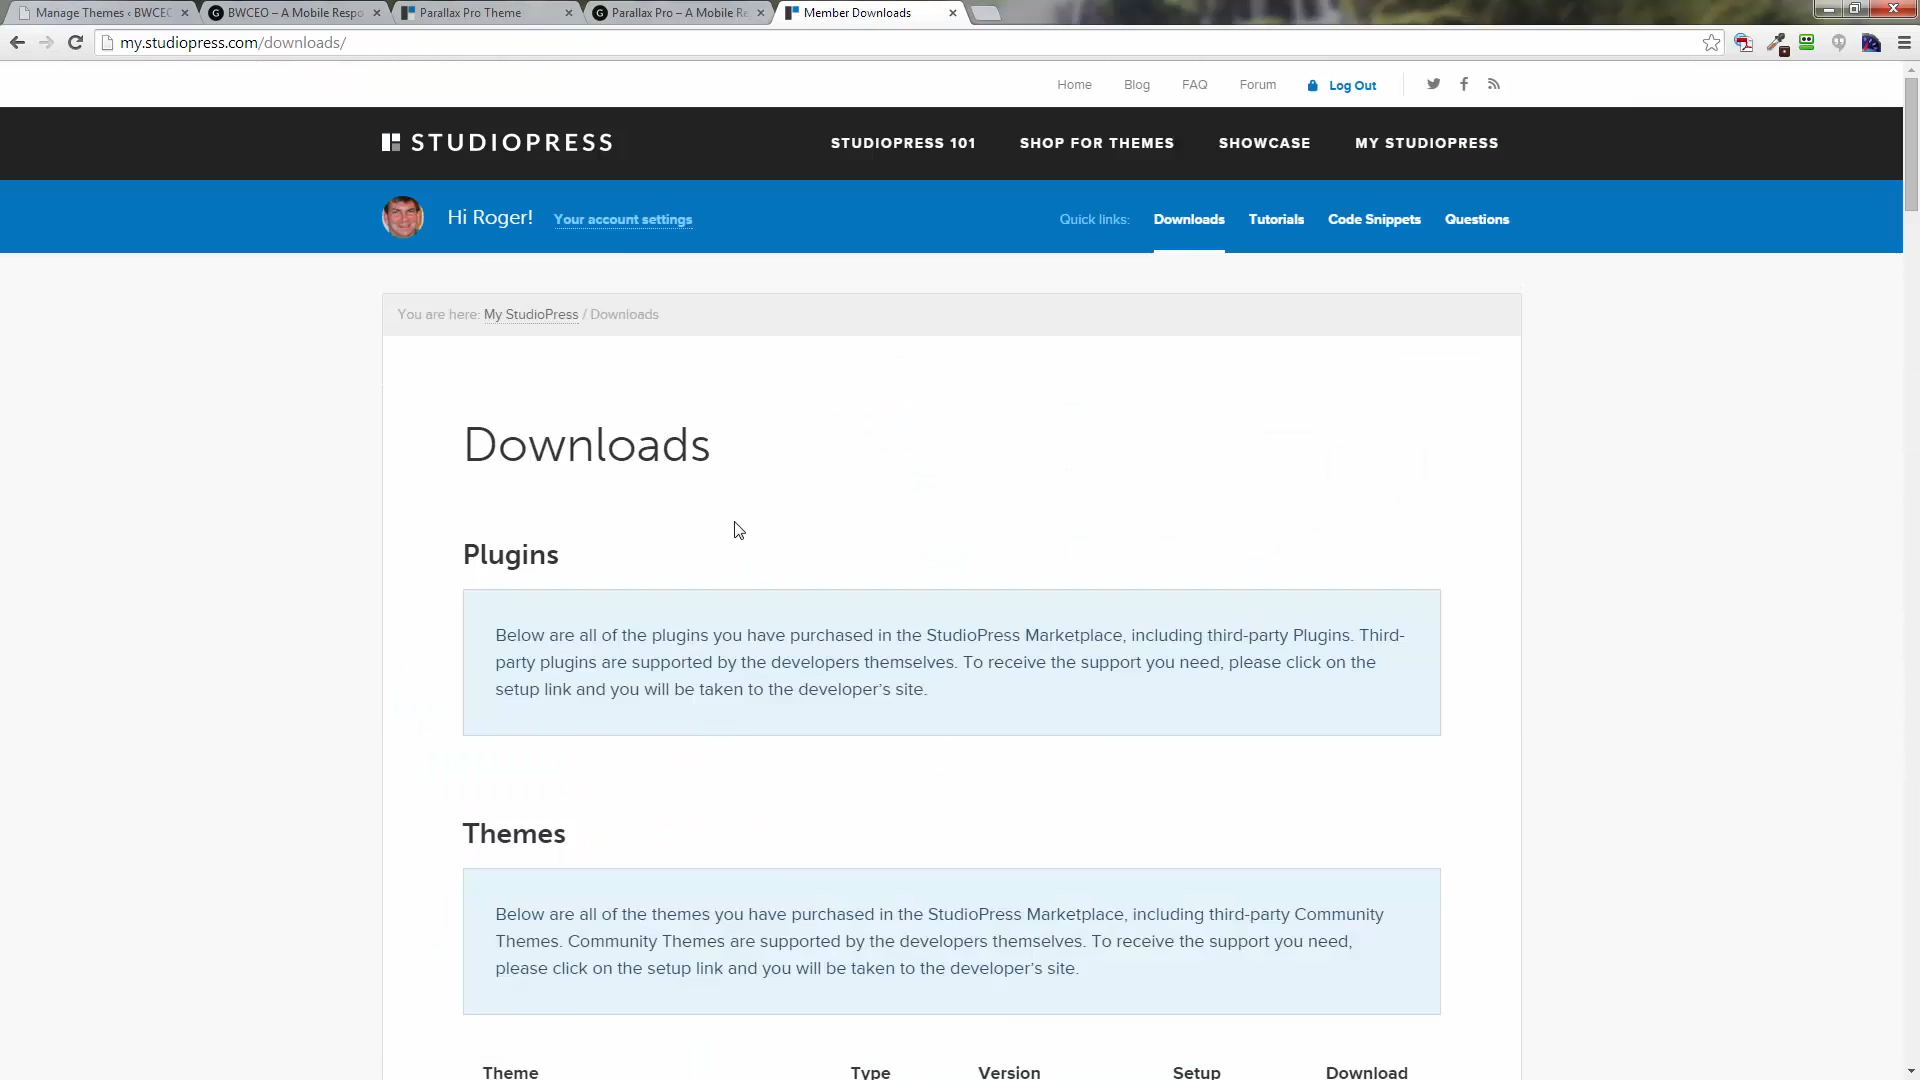 Manage Themes ‹ BWCEO
BWCEO – A Mobile Respo
Parallax Pro Theme
Parallax Pro – A Mobile Re
Member Downloads
my.studiopress.com/downloads/
Home Blog FAQ Forum Log Out
STUDIOPRESS STUDIOPRESS 101 SHOP FOR THEMES SHOWCASE MY STUDIOPRESS
Hi Roger! Your account settings Quick links: Downloads Tutorials Code Snippets Questions
You are here: My StudioPress / Downloads
Downloads
Plugins
Below are all of the plugins you have purchased in the StudioPress Marketplace, including third-party Plugins. Third-
party plugins are supported by the developers themselves. To receive the support you need, please click on the
setup link and you will be taken to the developer’s site.
Themes
Below are all of the themes you have purchased in the StudioPress Marketplace, including third-party Community
Themes. Community Themes are supported by the developers themselves. To receive the support you need,
please click on the setup link and you will be taken to the developer’s site.
Theme Type Version Setup Download